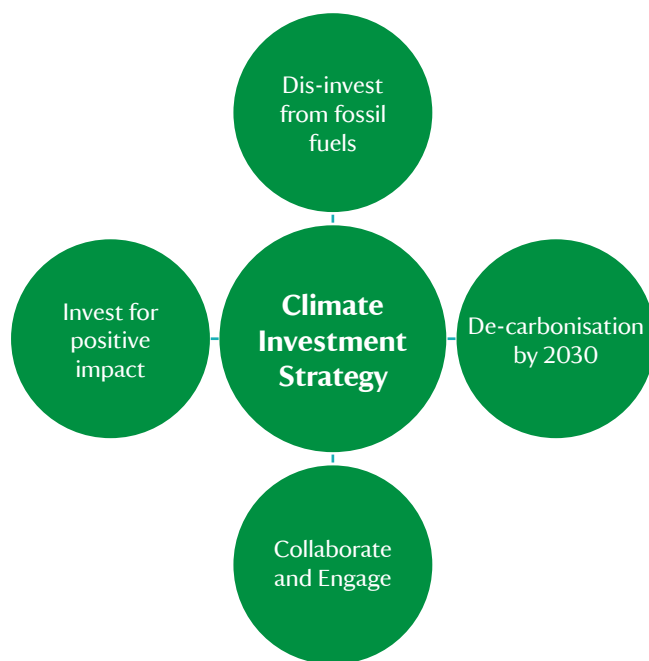 Dis-invest
from fossil
fuels
Invest for
positive
impact
Climate
Investment
Strategy
De-carbonisation
by 2030
Collaborate
and Engage